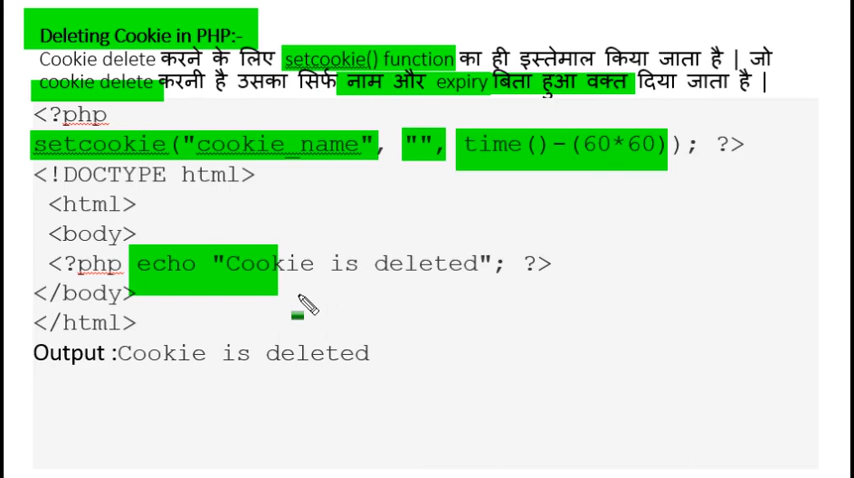 Deleting Cookie in PHP:-
Cookie delete करने के लिए setcookie() function का ही इस्तेमाल किया जाता है | जो
cookie delete करनी है उसका सिर्फ नाम और expiry बिता हुआ वक्त दिया जाता है |
<?php
setcookie("cookie_name", "", time()-(60*60)); ?>
<!DOCTYPE html>
<html>
<body>
<?php echo "Cookie is deleted"; ?>
</body>
</html>
Output :Cookie is deleted